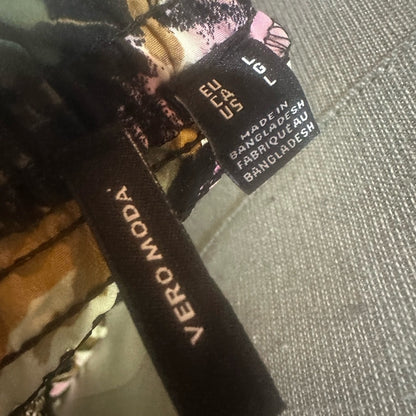 EU L
CA G
US L
MADE IN
BANGLADESH
FABRIQUÉ AU
BANGLADESH
VERO MODA